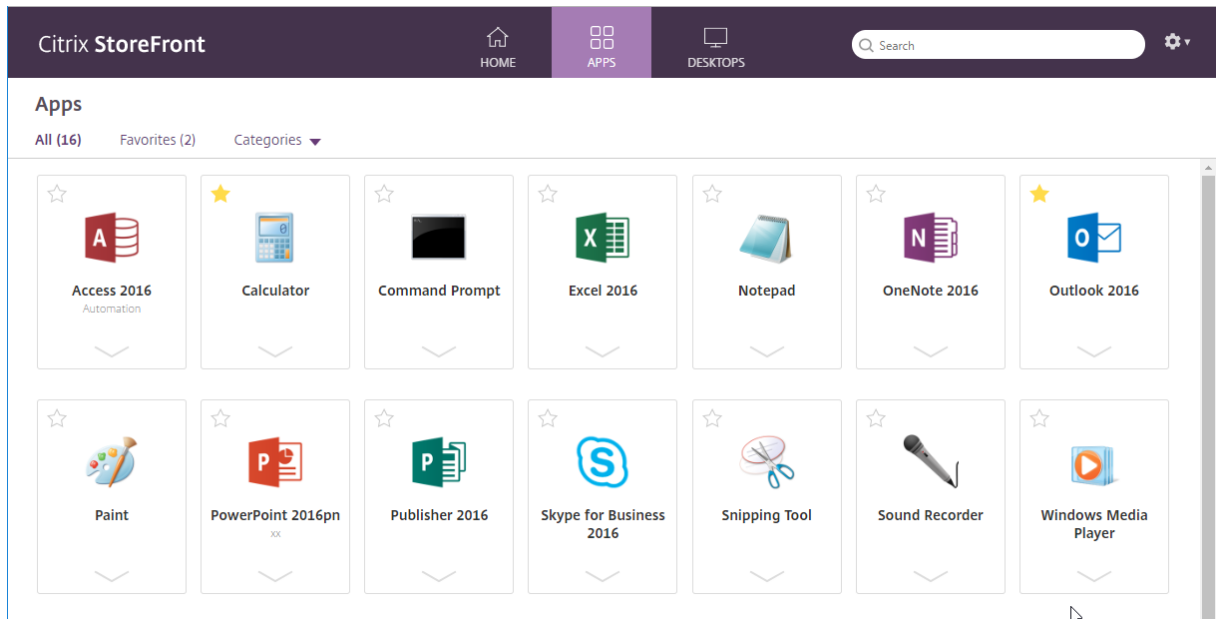 Citrix StoreFront
HOME
APPS
DESKTOPS
Search
Apps
All (16)
Favorites (2)
Categories
Access 2016
Automation
Calculator
Command Prompt
Excel 2016
Notepad
OneNote 2016
Outlook 2016
Paint
PowerPoint 2016pn
xx
Publisher 2016
Skype for Business
2016
Snipping Tool
Sound Recorder
Windows Media
Player